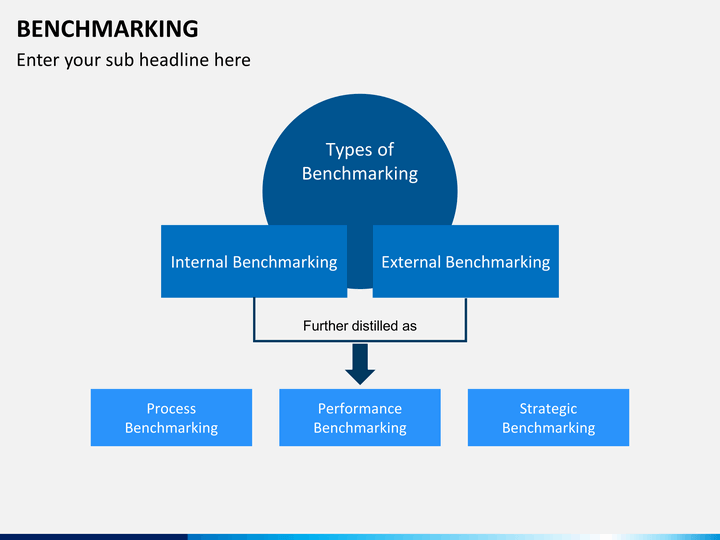 BENCHMARKING
Enter your sub headline here
Types of
Benchmarking
Internal Benchmarking
External Benchmarking
Further distilled as
Process
Benchmarking
Performance
Benchmarking
Strategic
Benchmarking